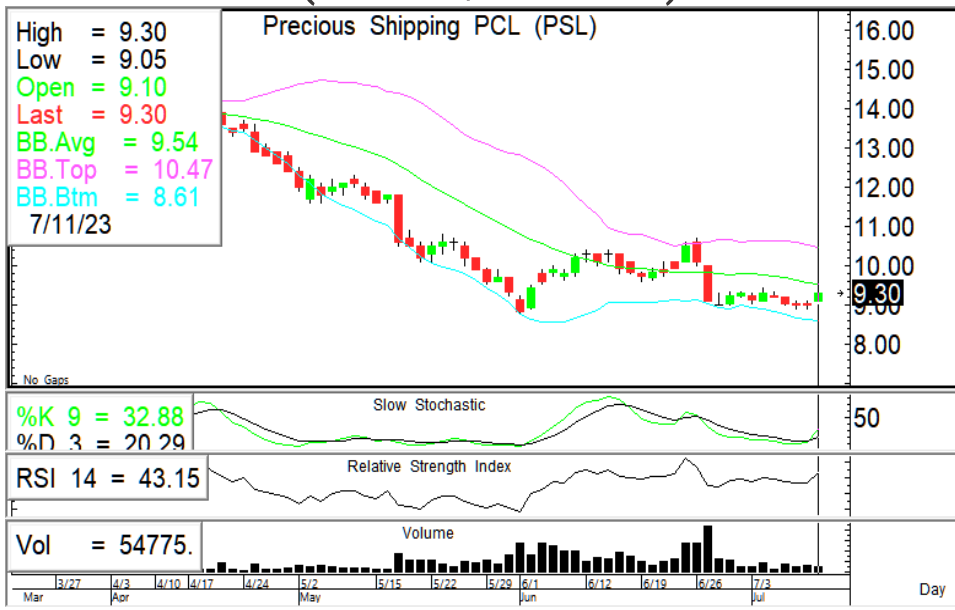 Precious Shipping PCL (PSL)
High = 9.30
Low = 9.05
Open = 9.10
Last = 9.30
BB.Avg = 9.54
BB.Top = 10.47
BB.Btm = 8.61
7/11/23
16.00
15.00
14.00
13.00
12.00
11.00
10.00
9.30
9.00
8.00
No Gaps
Slow Stochastic
%K 9 = 32.88
%D 3 = 20.29
50
Relative Strength Index
RSI 14 = 43.15
Volume
Vol = 54775.
3/27 4/3 4/10 4/17 4/24 5/2 5/15 5/22 5/29 6/1 6/12 6/19 6/26 7/3
Mar Apr May Jun Jul
Day